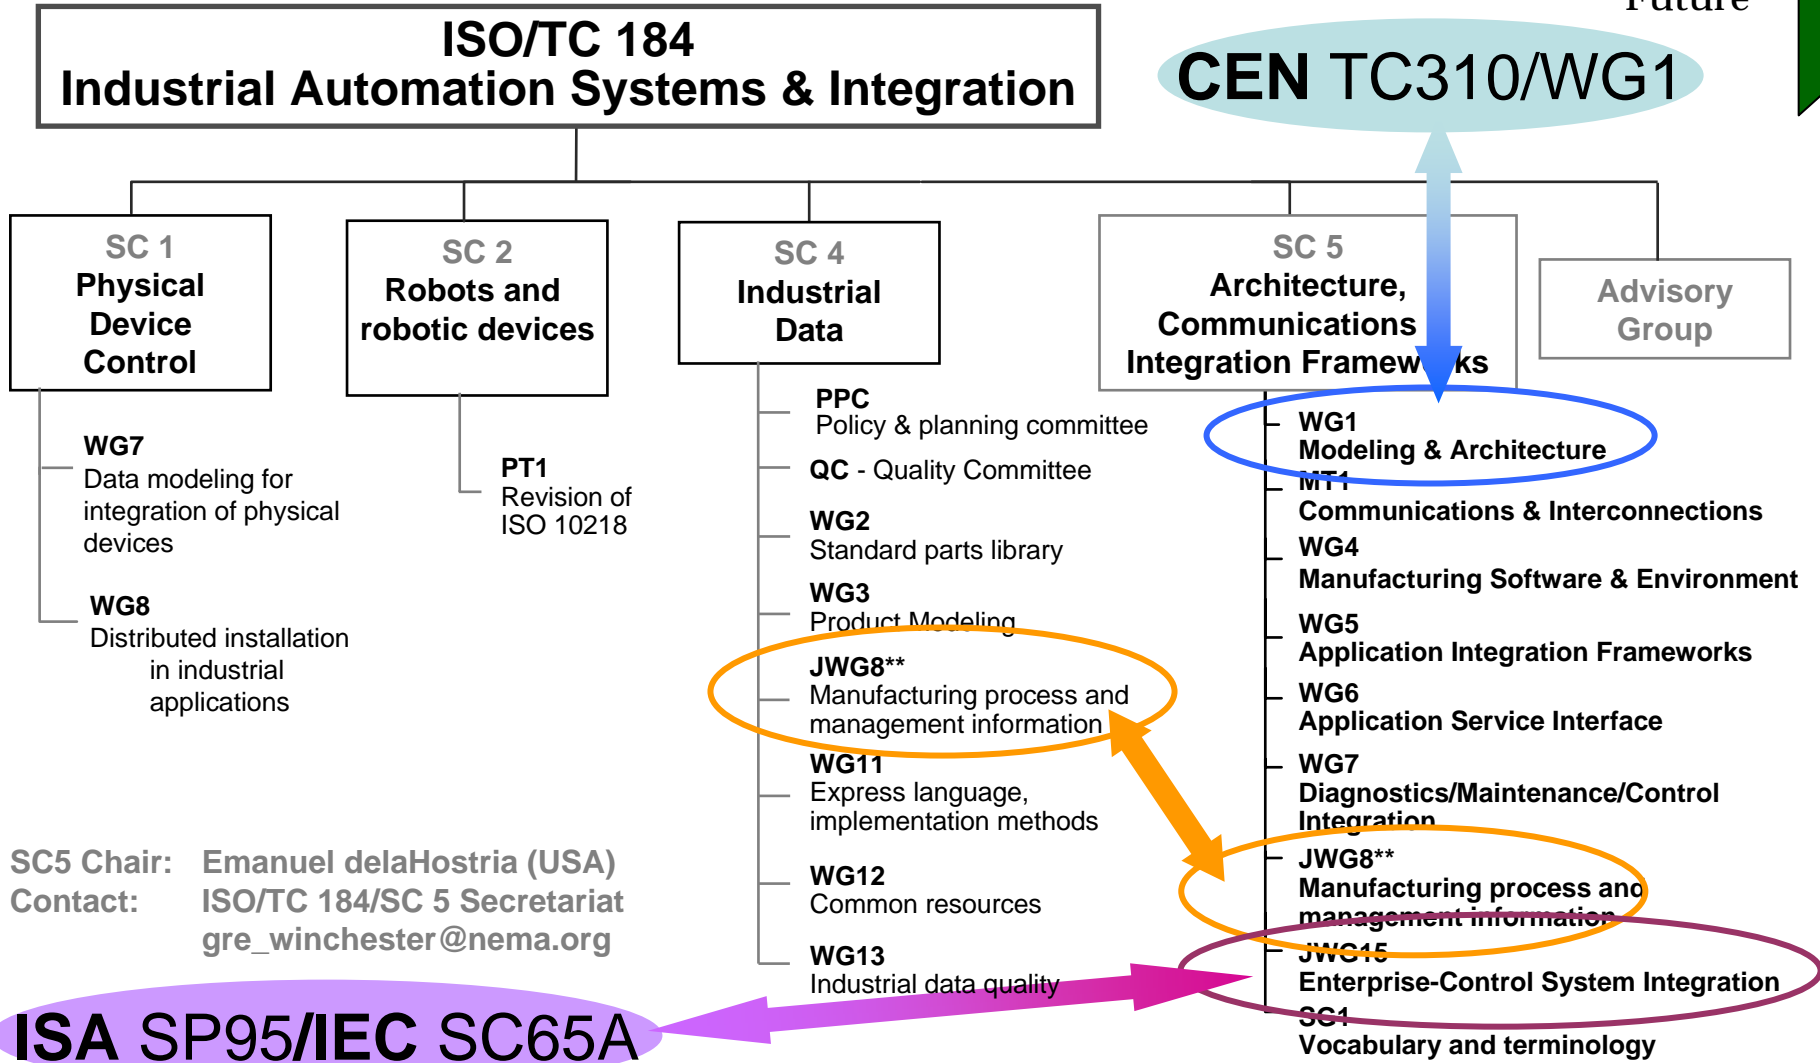 Future
ISO/TC 184
Industrial Automation Systems & Integration
CEN TC310/WG1
SC 1
Physical
Device
Control
SC 2
Robots and
robotic devices
SC 4
Industrial
Data
SC 5
Architecture,
Communications
Integration Frameworks
Advisory
Group
WG7
Data modeling for
integration of physical
devices
WG8
Distributed installation
in industrial
applications
PT1
Revision of
ISO 10218
PPC
Policy & planning committee
QC - Quality Committee
WG2
Standard parts library
WG3
Product Modeling
JWG8**
Manufacturing process and
management information
WG11
Express language,
implementation methods
WG12
Common resources
WG13
Industrial data quality
WG1
Modeling & Architecture
MT1
Communications & Interconnections
WG4
Manufacturing Software & Environment
WG5
Application Integration Frameworks
WG6
Application Service Interface
WG7
Diagnostics/Maintenance/Control
Integration
JWG8**
Manufacturing process and
management information
JWG15
Enterprise-Control System Integration
SG1
Vocabulary and terminology
SC5 Chair: Emanuel delaHostria (USA)
Contact: ISO/TC 184/SC 5 Secretariat
gre_winchester@nema.org
ISA SP95/IEC SC65A